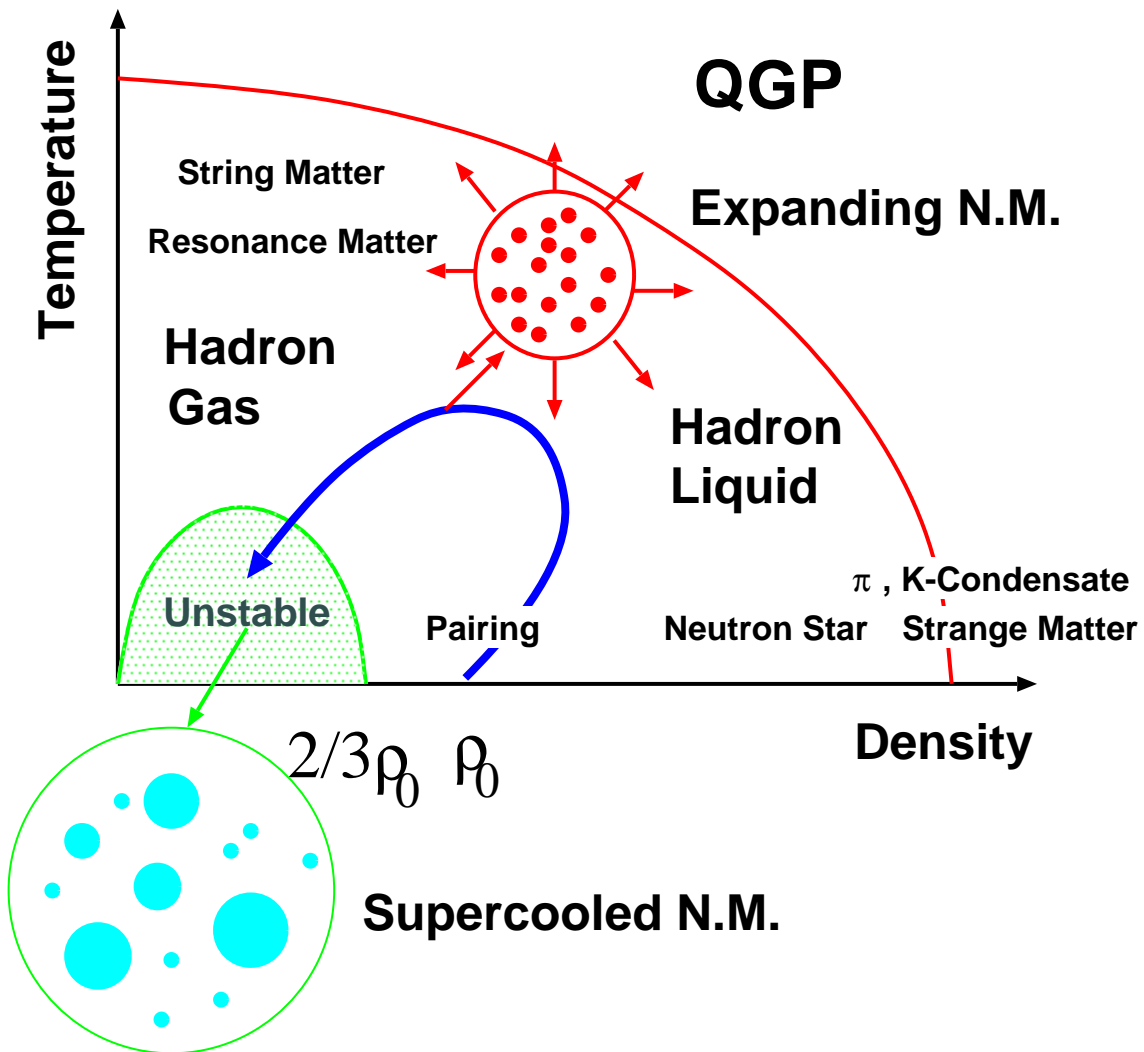 Temperature
QGP
String Matter
Expanding N.M.
Resonance Matter
Hadron
Gas
Hadron
Liquid
π , K-Condensate
Unstable
Pairing
Neutron Star
Strange Matter
2/3ρ₀
ρ₀
Density
Supercooled N.M.